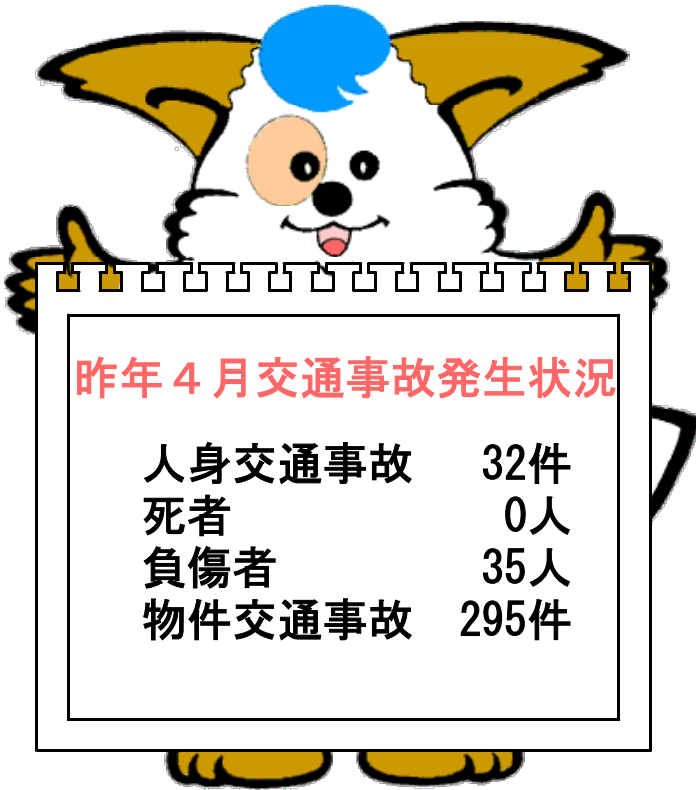 昨年４月交通事故発生状況
人身交通事故 32件
死者 0人
負傷者 35人
物件交通事故 295件